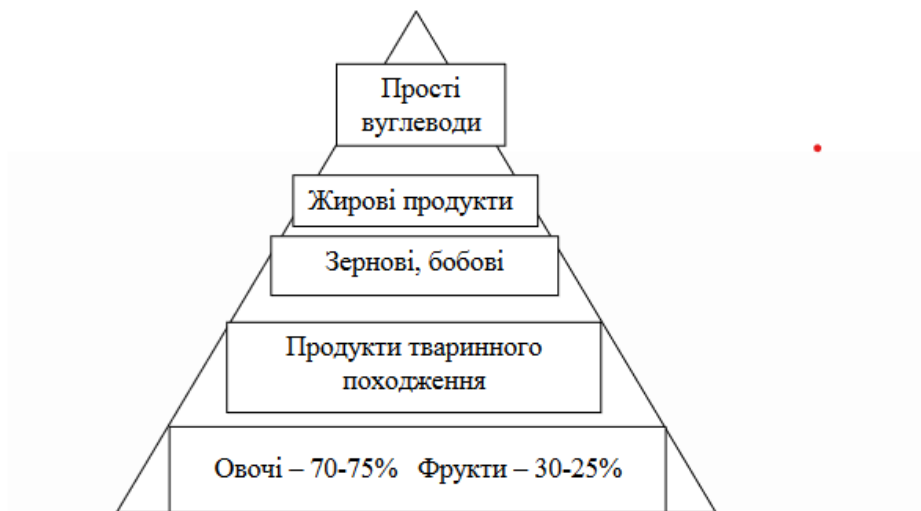 Прості
вуглеводи
Жирові продукти
Зернові, бобові
Продукти тваринного
походження
Овочі – 70-75% Фрукти – 30-25%